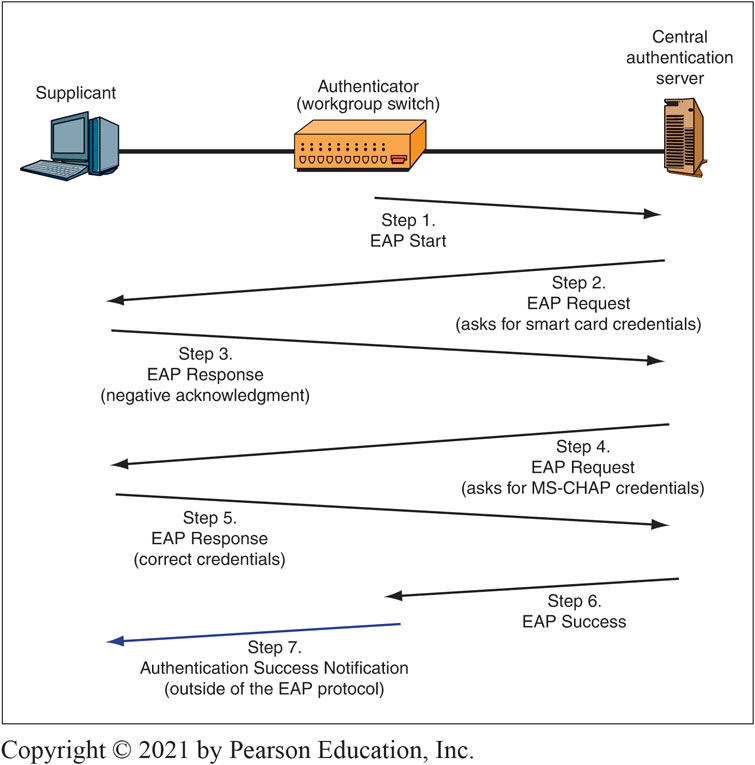 Supplicant
Authenticator
(workgroup switch)
Central
authentication
server
Step 1.
EAP Start
Step 2.
EAP Request
(asks for smart card credentials)
Step 3.
EAP Response
(negative acknowledgment)
Step 4.
EAP Request
(asks for MS-CHAP credentials)
Step 5.
EAP Response
(correct credentials)
Step 6.
EAP Success
Step 7.
Authentication Success Notification
(outside of the EAP protocol)
Copyright © 2021 by Pearson Education, Inc.